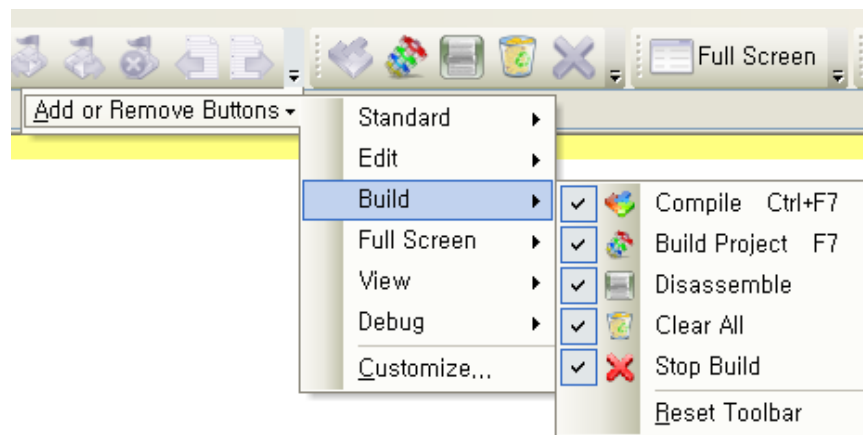 Full Screen
Add or Remove Buttons
Standard
Edit
Build
Full Screen
View
Debug
Customize...
Compile Ctrl+F7
Build Project F7
Disassemble
Clear All
Stop Build
Reset Toolbar